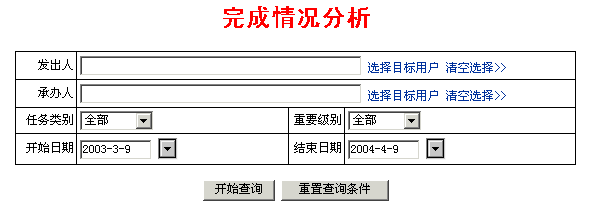 完成情况分析
发出人 选择目标用户 清空选择>>
承办人 选择目标用户 清空选择>>
任务类别 全部 重要级别 全部
开始日期 2003-3-9 结束日期 2004-4-9
开始查询 重置查询条件